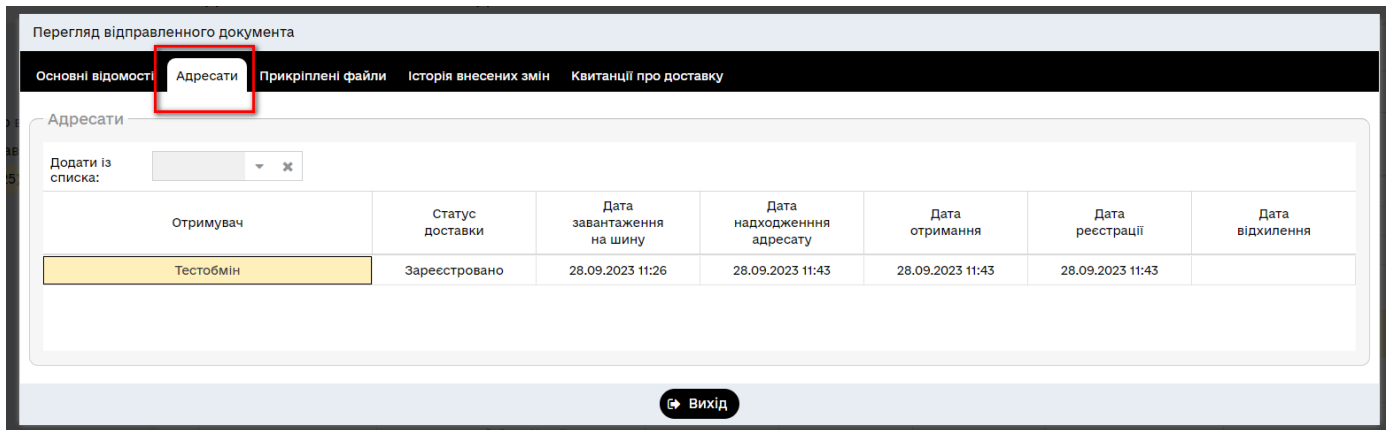 Перегляд відправленного документа
Основні відомості Адресати Прикріплені файли Історія внесених змін Квитанції про доставку
Адресати
Додати із
списка:
Отримувач
Статус
доставки
Дата
завантаження
на шину
Дата
надходженння
адресату
Дата
отримання
Дата
реєстрації
Дата
відхилення
Тестобмін Зареєстровано 28.09.2023 11:26 28.09.2023 11:43 28.09.2023 11:43 28.09.2023 11:43
Вихід